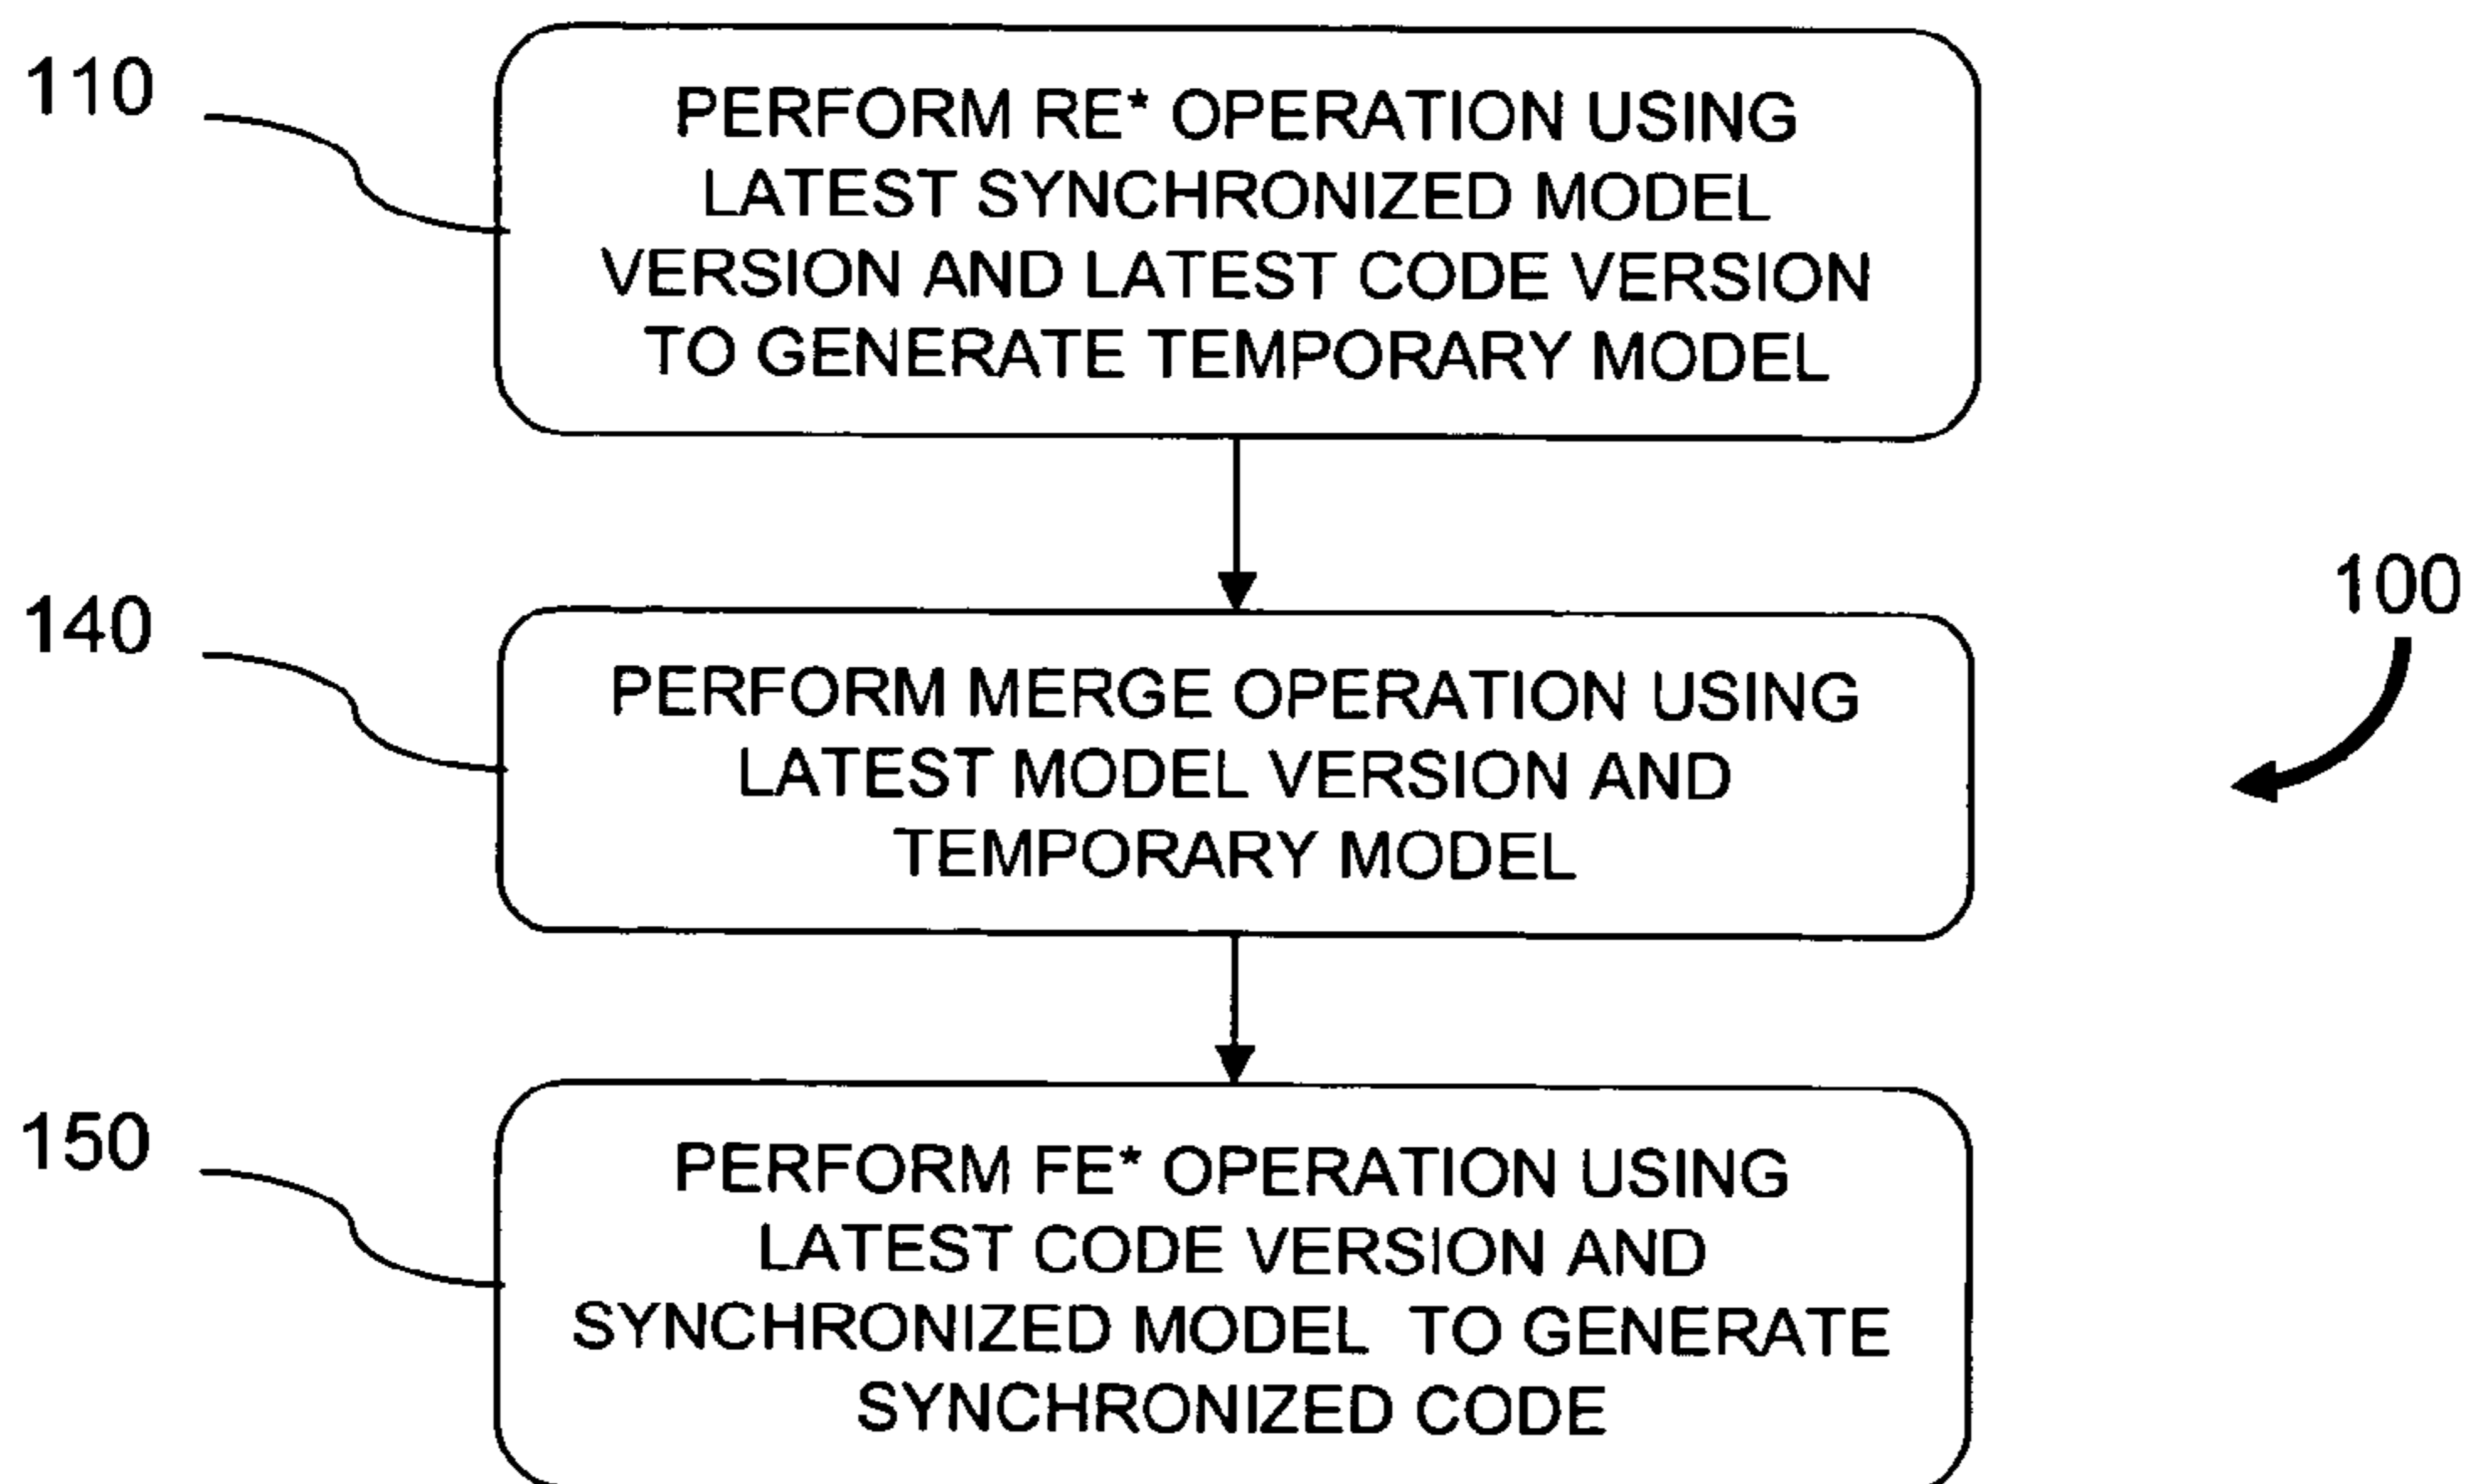 110
PERFORM RE* OPERATION USING
LATEST SYNCHRONIZED MODEL
VERSION AND LATEST CODE VERSION
TO GENERATE TEMPORARY MODEL
100
140
PERFORM MERGE OPERATION USING
LATEST MODEL VERSION AND
TEMPORARY MODEL
150
PERFORM FE* OPERATION USING
LATEST CODE VERSION AND
SYNCHRONIZED MODEL TO GENERATE
SYNCHRONIZED CODE